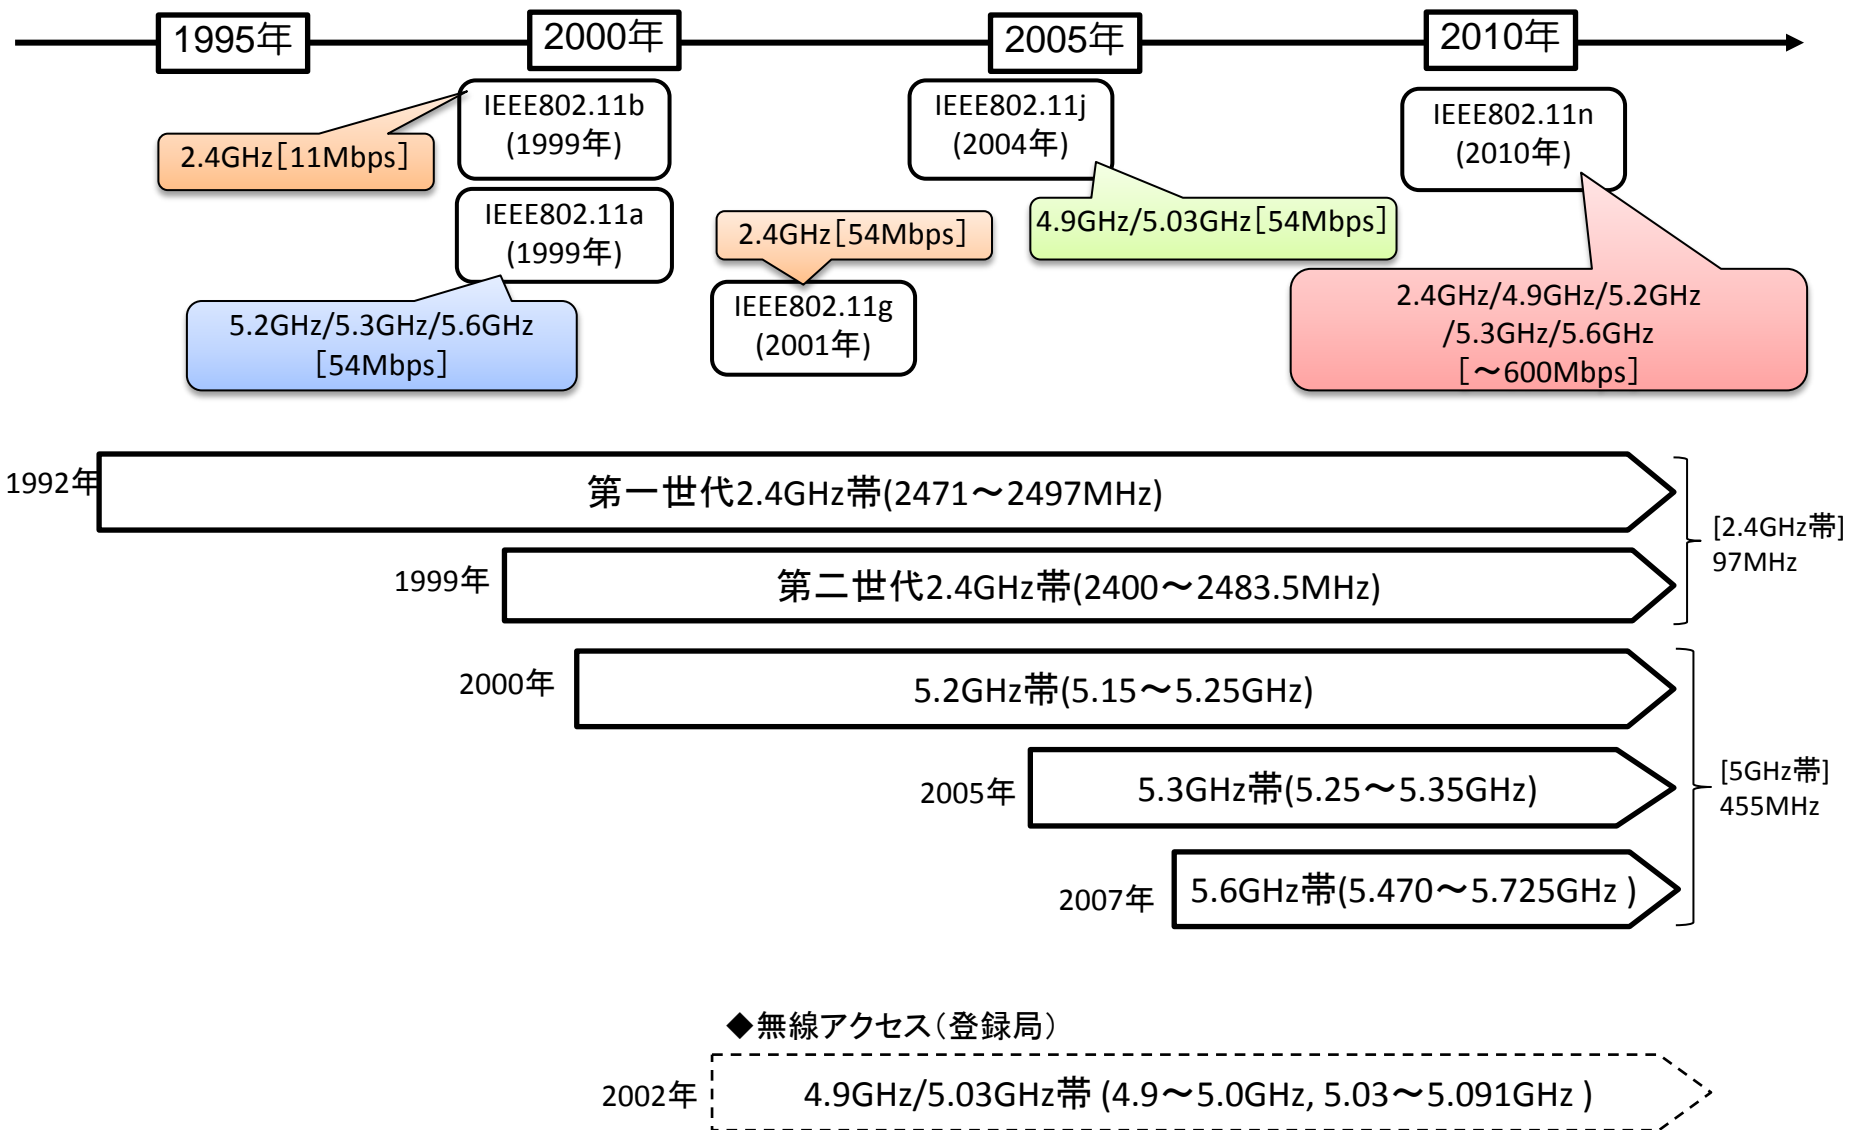 1995年
2000年
2005年
2010年
IEEE802.11b
(1999年)
2.4GHz[11Mbps]
IEEE802.11a
(1999年)
5.2GHz/5.3GHz/5.6GHz
[54Mbps]
2.4GHz[54Mbps]
IEEE802.11g
(2001年)
IEEE802.11j
(2004年)
4.9GHz/5.03GHz[54Mbps]
IEEE802.11n
(2010年)
2.4GHz/4.9GHz/5.2GHz
/5.3GHz/5.6GHz
[～600Mbps]
1992年
第一世代2.4GHz帯(2471～2497MHz)
1999年
第二世代2.4GHz帯(2400～2483.5MHz)
[2.4GHz帯]
97MHz
2000年
5.2GHz帯(5.15～5.25GHz)
2005年
5.3GHz帯(5.25～5.35GHz)
2007年
5.6GHz帯(5.470～5.725GHz )
[5GHz帯]
455MHz
◆無線アクセス(登録局)
2002年
4.9GHz/5.03GHz帯 (4.9～5.0GHz, 5.03～5.091GHz )